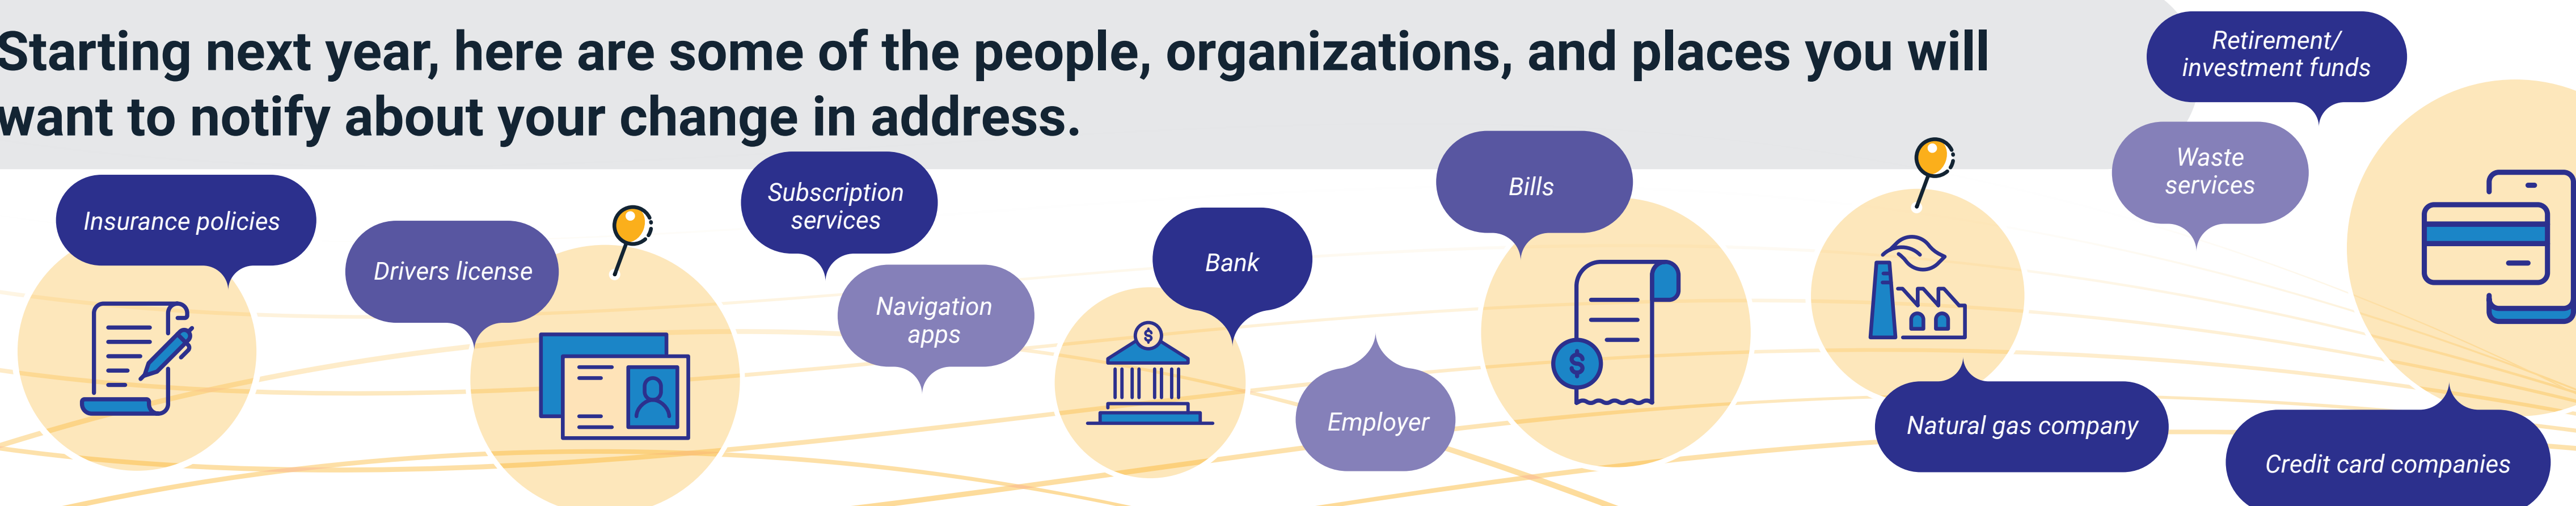 Starting next year, here are some of the people, organizations, and places you will
want to notify about your change in address.
Insurance policies
Drivers license
Subscription
services
Navigation
apps
Bank
Employer
Bills
Natural gas company
Waste
services
Retirement/
investment funds
Credit card companies
$
$